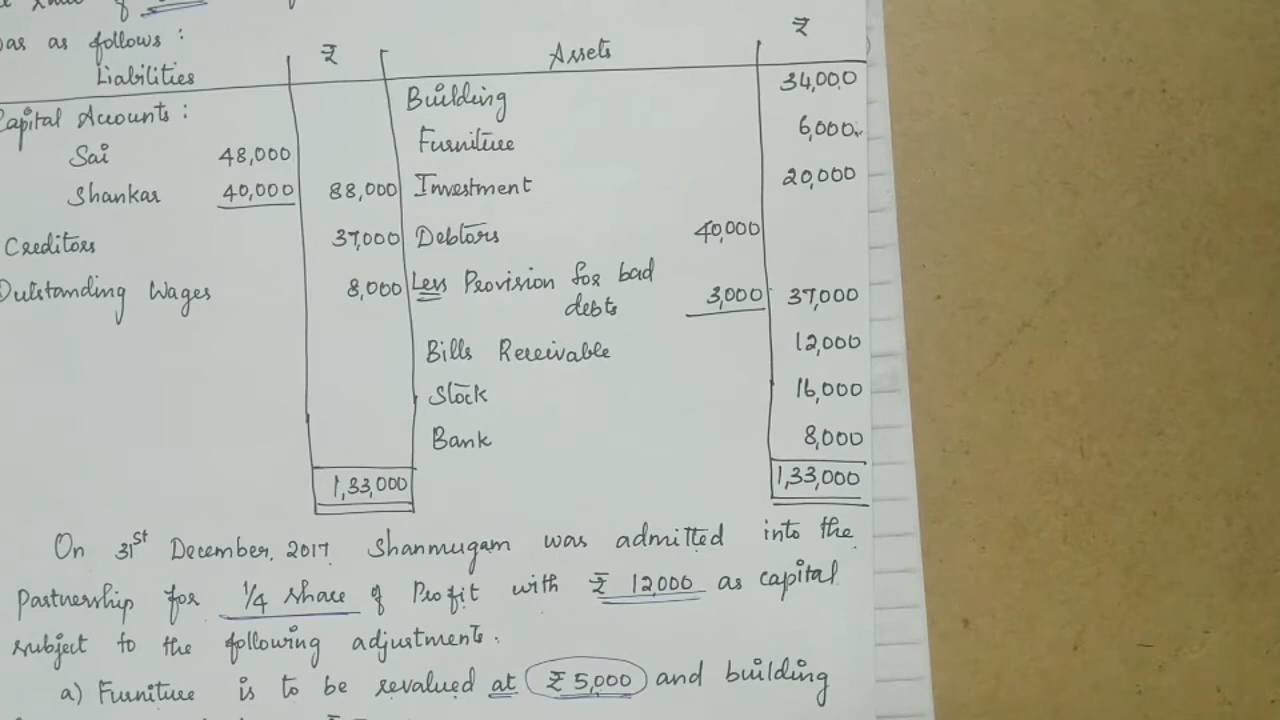 of
as as follows :
Liabilities ₹ Assets ₹
Capital Accounts : Building 34,000
Furniture 6,000
Sai 48,000
Shankar 40,000 88,000 Investment 20,000
Creditors 37,000 Debtors 40,000
Outstanding Wages 8,000 Less Provision for bad
debts 3,000 37,000
Bills Receivable 12,000
Stock 16,000
Bank 8,000
1,33,000 1,33,000
On 31st December, 2017 Shanmugam was admitted into the
Partnership for 1/4 share of Profit with ₹ 12,000 as capital
subject to the following adjustments.
a) Furniture is to be revalued at ₹ 5,000 and building